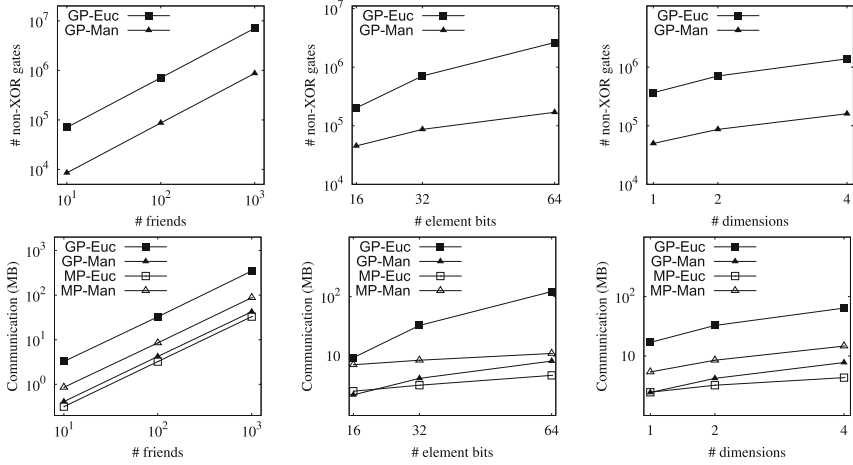 GP-Euc
GP-Man
10^7
10^6
10^5
10^4
# non-XOR gates
10^1
10^2
10^3
# friends
GP-Euc
GP-Man
10^6
10^5
10^4
# non-XOR gates
16
32
64
# element bits
GP-Euc
GP-Man
10^6
10^5
10^4
# non-XOR gates
1
2
4
# dimensions
GP-Euc
GP-Man
MP-Euc
MP-Man
10^3
10^2
10^1
10^0
Communication (MB)
10^1
10^2
10^3
# friends
GP-Euc
GP-Man
MP-Euc
MP-Man
10^2
10
Communication (MB)
16
32
64
# element bits
GP-Euc
GP-Man
MP-Euc
MP-Man
10^2
10
Communication (MB)
1
2
4
# dimensions